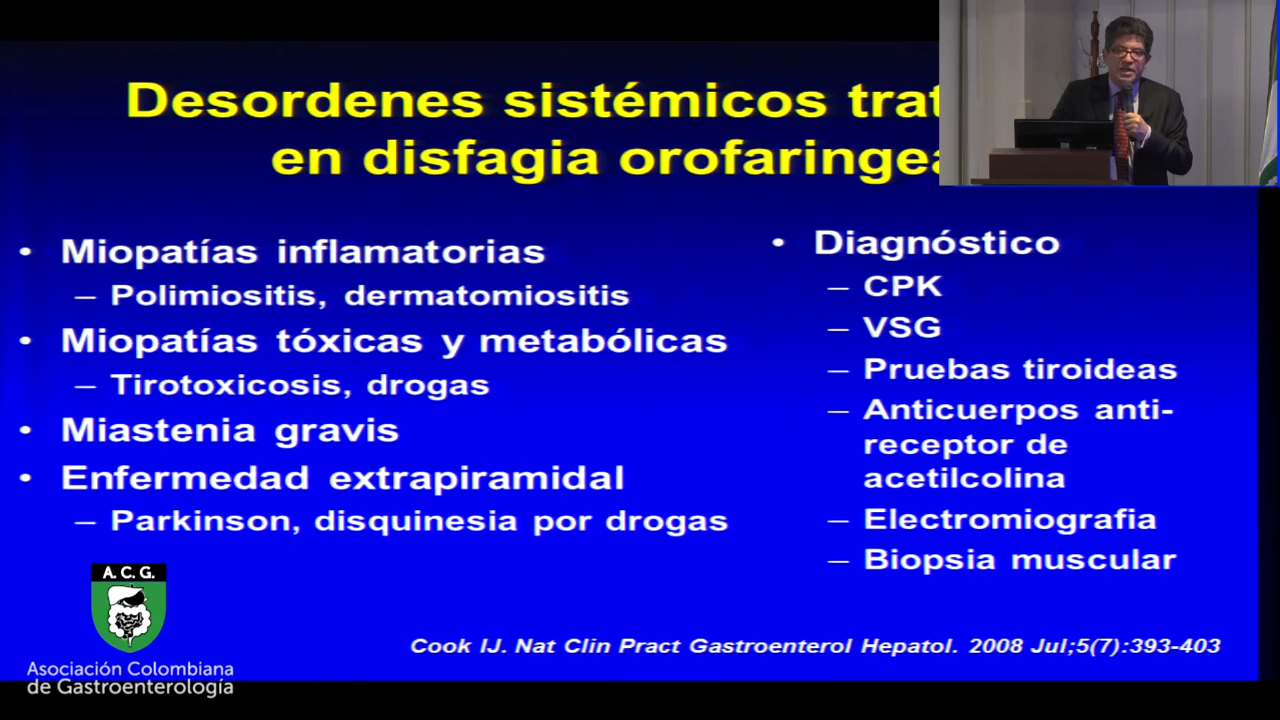 Desordenes sistémicos
en disfagia orofaringea
• Miopatías inflamatorias
– Polimiositis, dermatomiositis
• Miopatías tóxicas y metabólicas
– Tirotoxicosis, drogas
• Miastenia gravis
• Enfermedad extrapiramidal
– Parkinson, disquinesia por drogas
• Diagnóstico
– CPK
– VSG
– Pruebas tiroideas
– Anticuerpos anti-
receptor de
acetilcolina
– Electromiografia
– Biopsia muscular
Cook IJ. Nat Clin Pract Gastroenterol Hepatol. 2008 Jul;5(7):393-403
A. C. G.
Asociación Colombiana
de Gastroenterología